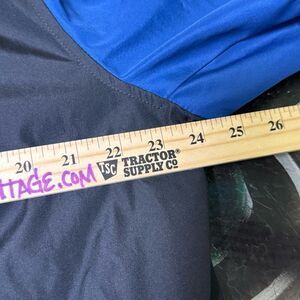 20 21 22 23 24 25 26
TSC TRACTOR
SUPPLY Cº
TAGE.COM